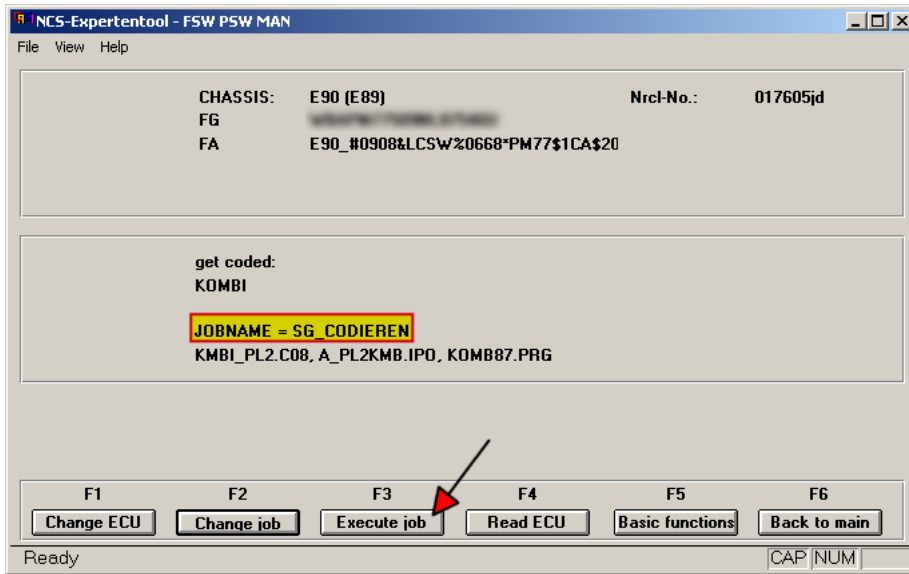 NCS-Expertentool - FSW PSW MAN
File View Help
CHASSIS: E90 (E89) Nrcl-No.: 017605jd
FG
FA E90_#0908&LCSW%0668*PM77$1CA$20
get coded:
KOMBI
JOBNAME = SG_CODIEREN
KMBI_PL2.C08, A_PL2KMB.IPO, KOMB87.PRG
F1 F2 F3 F4 F5 F6
Change ECU Change job Execute job Read ECU Basic functions Back to main
Ready CAP NUM